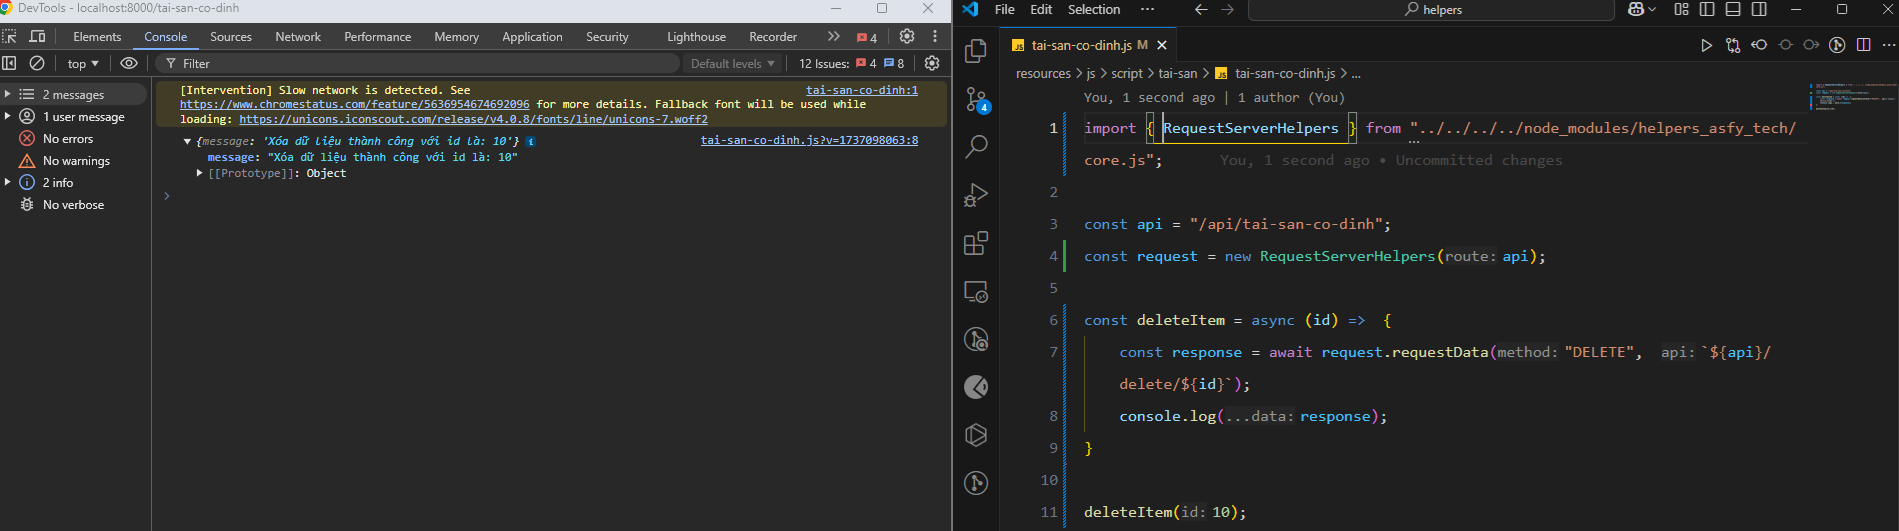 DevTools - localhost:8000/tai-san-co-dinh
Elements Console Sources Network Performance Memory Application Security Lighthouse Recorder 4
top Filter Default levels 12 Issues: 4 8
2 messages
1 user message
No errors
No warnings
2 info
No verbose
[Intervention] Slow network is detected. See tai-san-co-dinh:1
https://www.chromestatus.com/feature/5636954674692096 for more details. Fallback font will be used while
loading: https://unicons.iconscout.com/release/v4.0.8/fonts/line/unicons-7.woff2
{message: 'Xóa dữ liệu thành công với id là: 10'} tai-san-co-dinh.js?v=1737098063:8
message: "Xóa dữ liệu thành công với id là: 10"
[[Prototype]]: Object
File Edit Selection ··· helpers
4
tai-san-co-dinh.js M
resources > js > script > tai-san > tai-san-co-dinh.js > ...
You, 1 second ago | 1 author (You)
1 import { RequestServerHelpers } from "../../../../node_modules/helpers_asfy_tech/
core.js"; You, 1 second ago • Uncommitted changes
2
3 const api = "/api/tai-san-co-dinh";
4 const request = new RequestServerHelpers(route: api);
5
6 const deleteItem = async (id) => {
7 const response = await request.requestData(method: "DELETE", api: `${api}/
delete/${id}`);
8 console.log(...data: response);
9 }
10
11 deleteItem(id: 10);